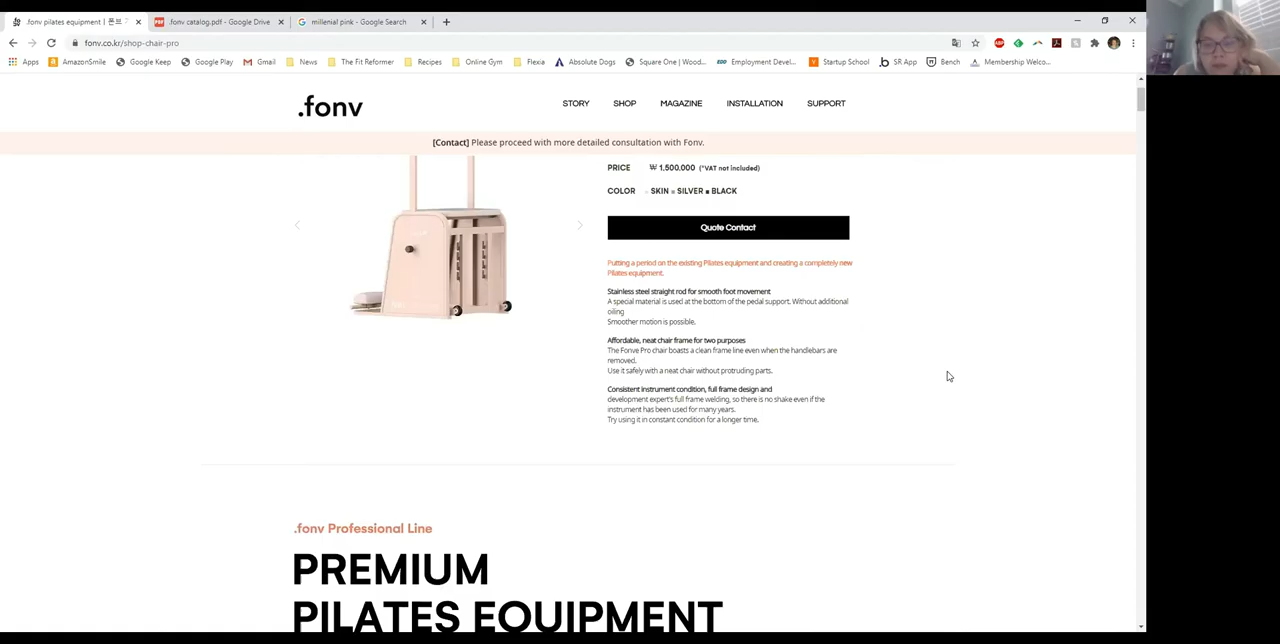 .fonv pilates equipment | 폰브
.fonv catalog.pdf - Google Drive
millenial pink - Google Search
fonv.co.kr/shop-chair-pro
Apps
AmazonSmile
Google Keep
Google Play
Gmail
News
The Fit Reformer
Recipes
Online Gym
Flexia
Absolute Dogs
Square One | Wood...
Employment Devel...
Startup School
SR App
Bench
Membership Welco...
.fonv
STORY
SHOP
MAGAZINE
INSTALLATION
SUPPORT
[Contact] Please proceed with more detailed consultation with Fonv.
PRICE ₩ 1,500,000 (*VAT not included)
COLOR SKIN SILVER BLACK
Quote Contact
Putting a period on the existing Pilates equipment and creating a completely new
Pilates equipment.
Stainless steel straight rod for smooth foot movement
A special material is used at the bottom of the pedal support. Without additional
oiling
Smoother motion is possible.
Affordable, neat chair frame for two purposes
The Fonve Pro chair boasts a clean frame line even when the handlebars are
removed.
Use it safely with a neat chair without protruding parts.
Consistent instrument condition, full frame design and
development expert's full frame welding, so there is no shake even if the
instrument has been used for many years.
Try using it in constant condition for a longer time.
.fonv Professional Line
PREMIUM
PILATES EQUIPMENT